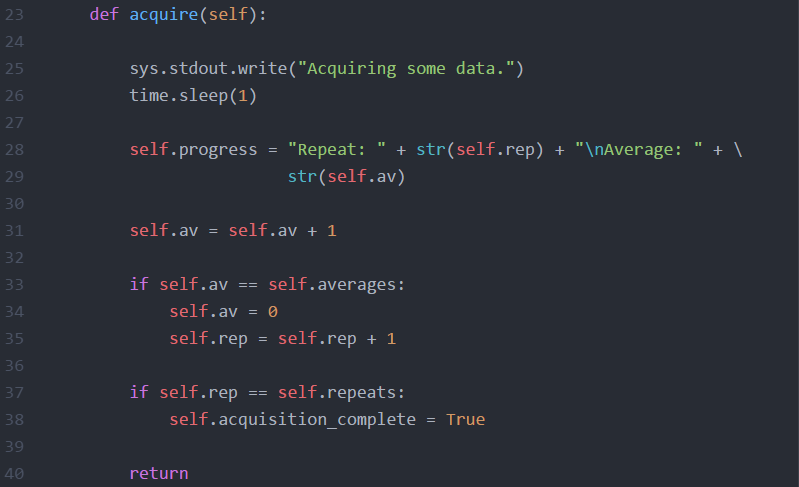 23 def acquire(self):
24
25 sys.stdout.write("Acquiring some data.")
26 time.sleep(1)
27
28 self.progress = "Repeat: " + str(self.rep) + "\nAverage: " + \
29 str(self.av)
30
31 self.av = self.av + 1
32
33 if self.av == self.averages:
34 self.av = 0
35 self.rep = self.rep + 1
36
37 if self.rep == self.repeats:
38 self.acquisition_complete = True
39
40 return